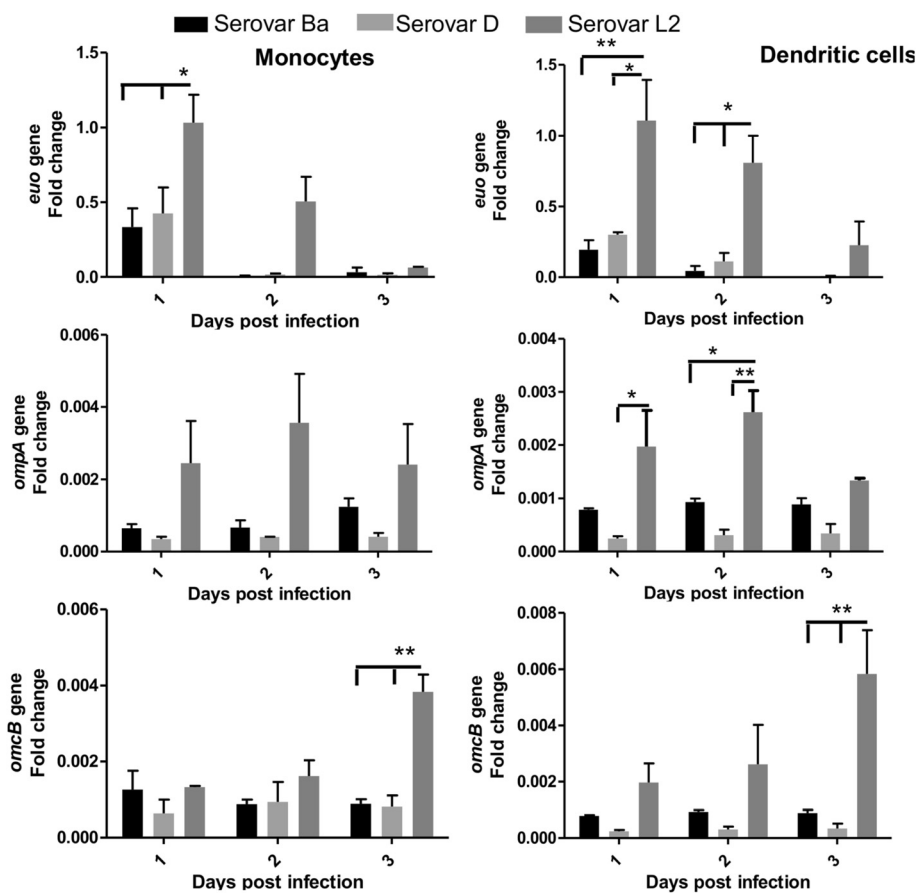 Serovar Ba Serovar D Serovar L2
Monocytes
Dendritic cells
euo gene
Fold change
1.5
1.0
0.5
0.0
*
1 2 3
Days post infection
euo gene
Fold change
1.5
1.0
0.5
0.0
**
*
*
1 2 3
Days post infection
ompA gene
Fold change
0.006
0.004
0.002
0.000
1 2 3
Days post infection
ompA gene
Fold change
0.004
0.003
0.002
0.001
0.000
*
*
**
1 2 3
Days post infection
omcB gene
Fold change
0.006
0.004
0.002
0.000
**
1 2 3
Days post infection
omcB gene
Fold change
0.008
0.006
0.004
0.002
0.000
**
1 2 3
Days post infection